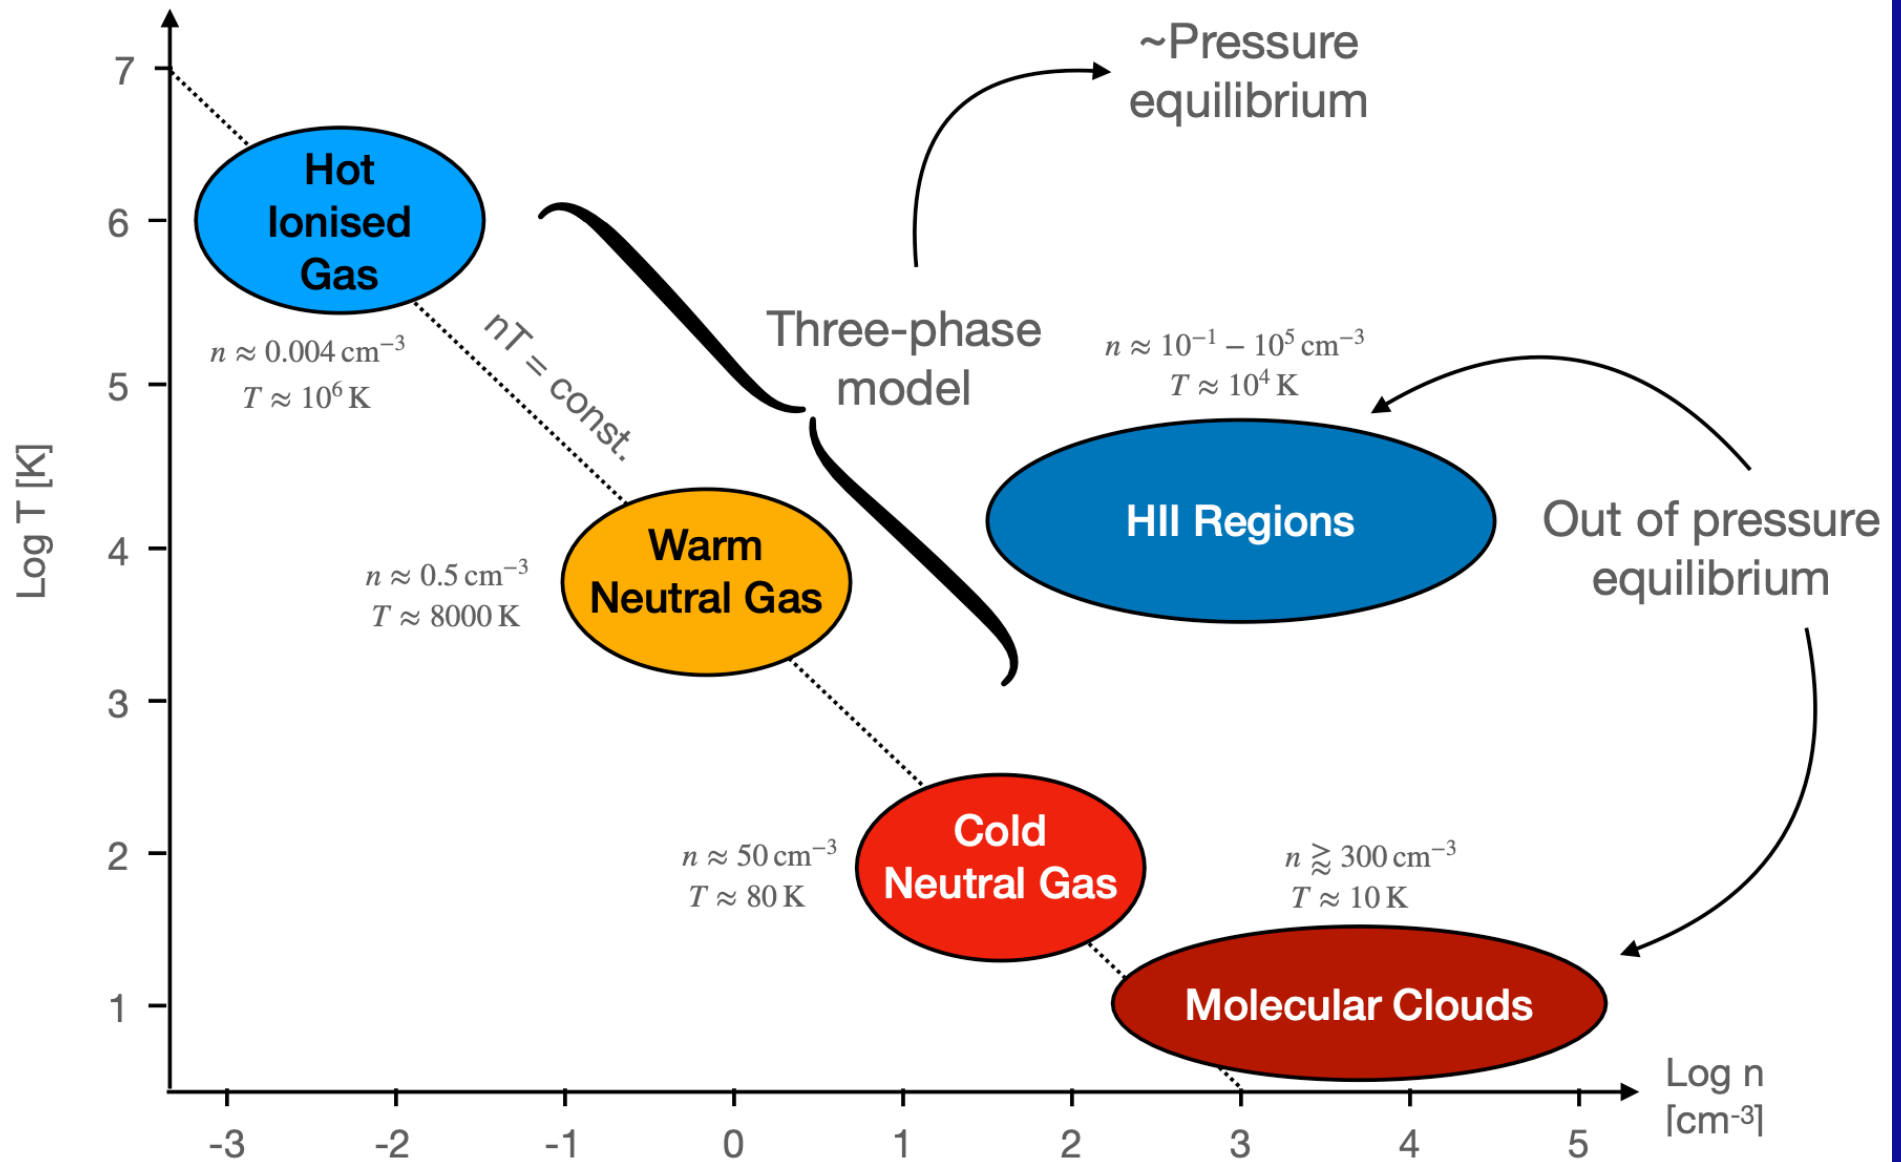 ~Pressure
equilibrium
7
Hot
Ionised
Gas
6
n ≈ 0.004 cm⁻³
T ≈ 10⁶ K
nT = const.
Three-phase
model
n ≈ 10⁻¹ – 10⁵ cm⁻³
T ≈ 10⁴ K
5
Log T [K]
HII Regions
Out of pressure
equilibrium
4
Warm
Neutral Gas
n ≈ 0.5 cm⁻³
T ≈ 8000 K
3
Cold
Neutral Gas
2
n ≈ 50 cm⁻³
T ≈ 80 K
n ⪆ 300 cm⁻³
T ≈ 10 K
1
Molecular Clouds
Log n
[cm⁻³]
-3 -2 -1 0 1 2 3 4 5